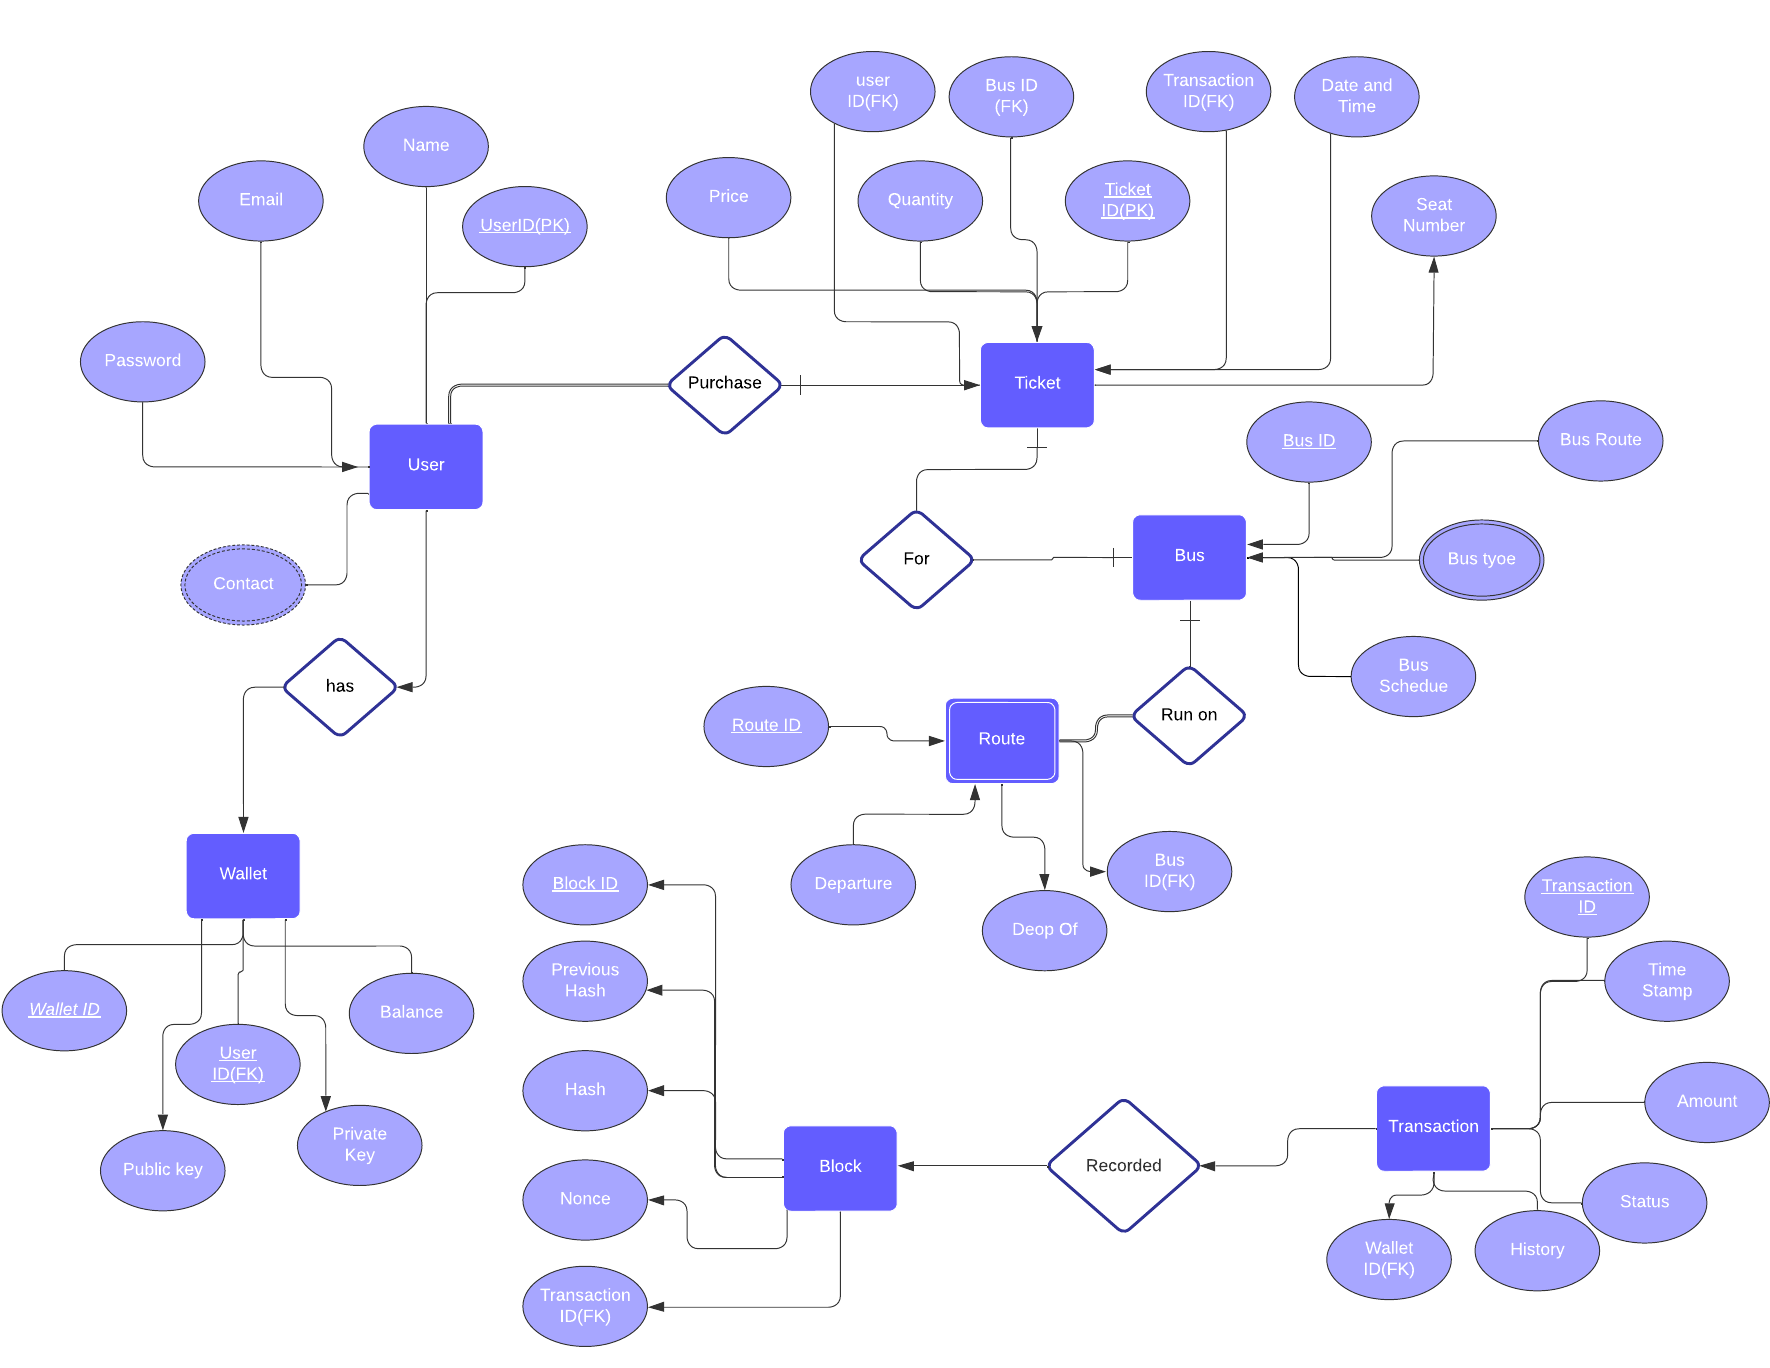 user
ID(FK)
Bus ID
(FK)
Transaction
ID(FK)
Date and
Time
Name
Email
UserID(PK)
Price
Quantity
Ticket
ID(PK)
Seat
Number
Password
Purchase
Ticket
User
Bus ID
Bus Route
Contact
For
Bus
Bus tyoe
has
Bus
Schedue
Route ID
Route
Run on
Wallet
Block ID
Departure
Deop Of
Bus
ID(FK)
Transaction
ID
Wallet ID
User
ID(FK)
Balance
Previous
Hash
Time
Stamp
Public key
Private
Key
Hash
Block
Recorded
Transaction
Amount
Nonce
Status
Transaction
ID(FK)
Wallet
ID(FK)
History